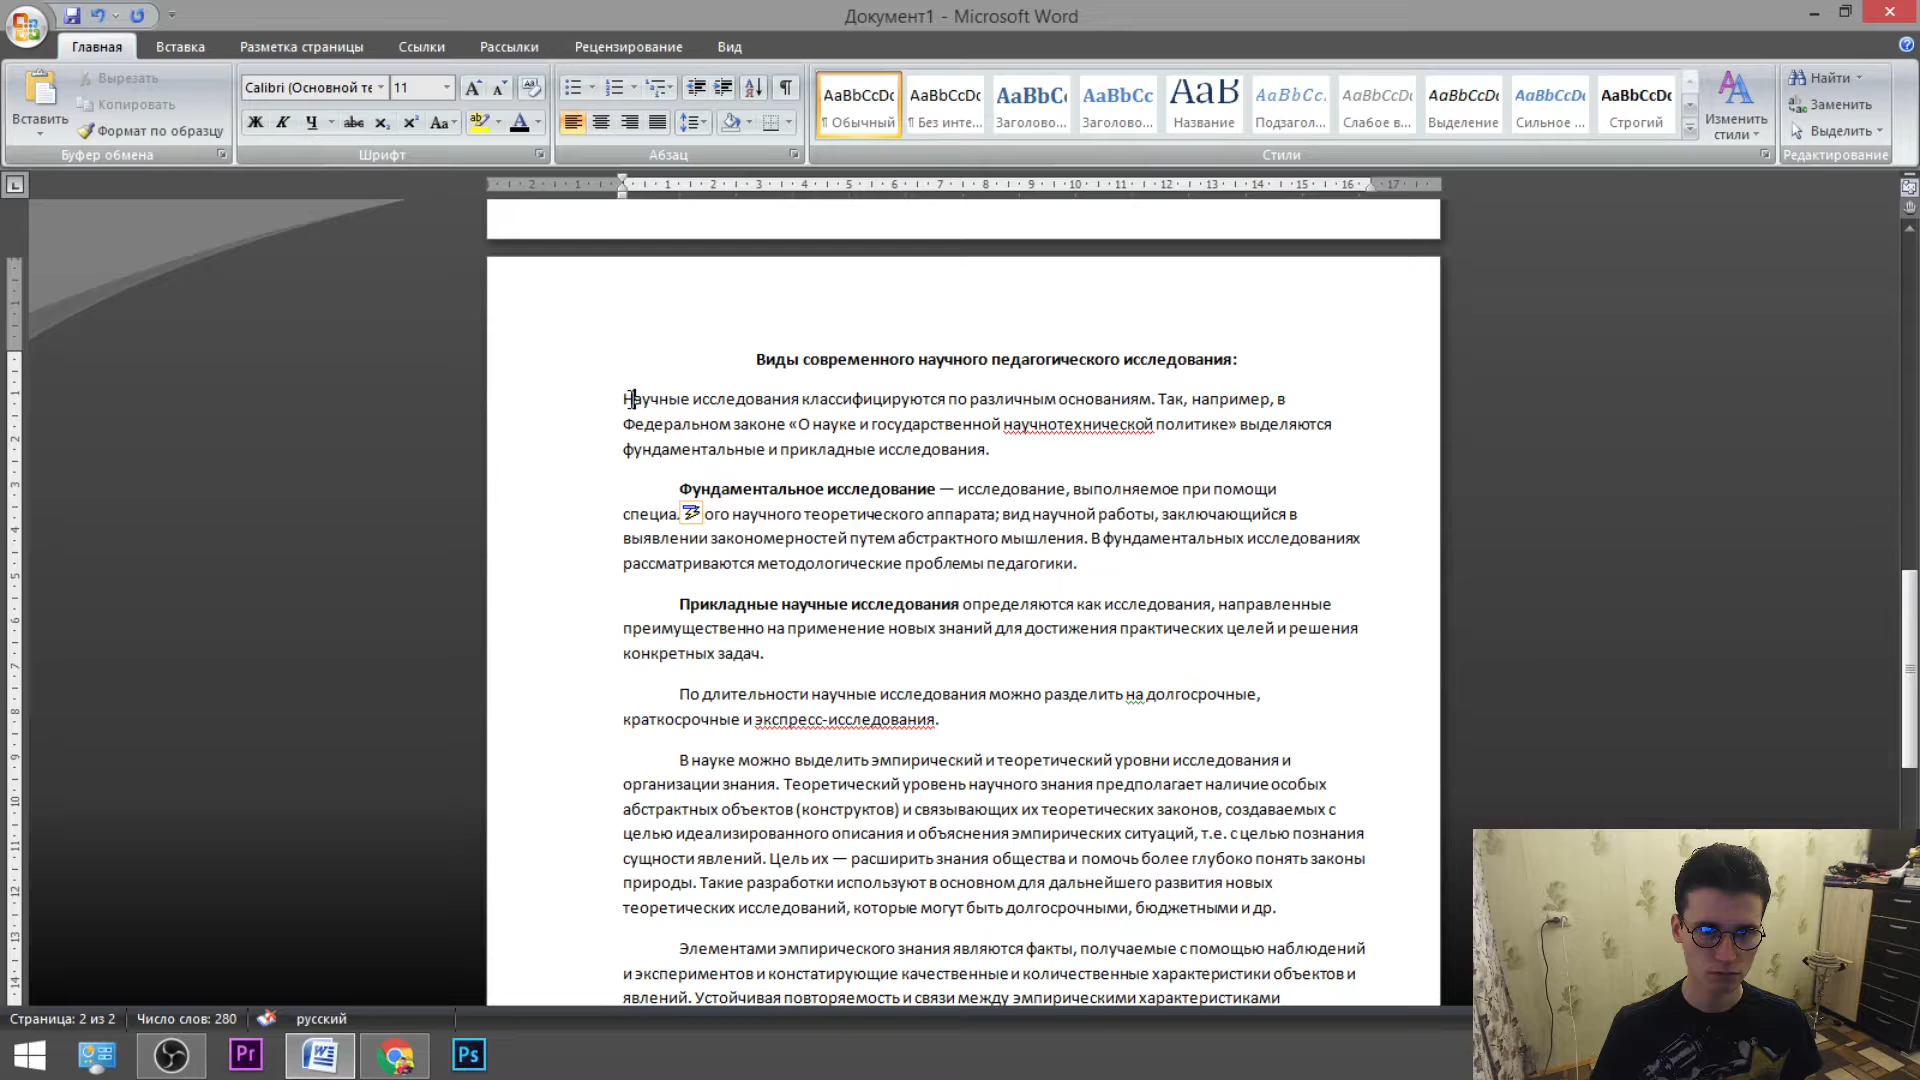 Документ1 - Microsoft Word
Главная Вставка Разметка страницы Ссылки Рассылки Рецензирование Вид
Вставить
Вырезать
Копировать
Формат по образцу
Буфер обмена
Calibri (Основной те 11
Ж К Ч abc x₂ x² Aa
Шрифт
Абзац
AaBbCcDc AaBbCcDc AaBbC AaBbCc AaB AaBbCc. AaBbCcDc AaBbCcDc AaBbCcDc AaBbCcDc
¶ Обычный ¶ Без инте... Заголово... Заголово... Название Подзагол... Слабое в... Выделение Сильное ... Строгий
Стили
Изменить стили
Найти
Заменить
Выделить
Редактирование
Виды современного научного педагогического исследования:
Научные исследования классифицируются по различным основаниям. Так, например, в
Федеральном законе «О науке и государственной научнотехнической политике» выделяются
фундаментальные и прикладные исследования.
Фундаментальное исследование — исследование, выполняемое при помощи
специал ого научного теоретического аппарата; вид научной работы, заключающийся в
выявлении закономерностей путем абстрактного мышления. В фундаментальных исследованиях
рассматриваются методологические проблемы педагогики.
Прикладные научные исследования определяются как исследования, направленные
преимущественно на применение новых знаний для достижения практических целей и решения
конкретных задач.
По длительности научные исследования можно разделить на долгосрочные,
краткосрочные и экспресс-исследования.
В науке можно выделить эмпирический и теоретический уровни исследования и
организации знания. Теоретический уровень научного знания предполагает наличие особых
абстрактных объектов (конструктов) и связывающих их теоретических законов, создаваемых с
целью идеализированного описания и объяснения эмпирических ситуаций, т.е. с целью познания
сущности явлений. Цель их — расширить знания общества и помочь более глубоко понять законы
природы. Такие разработки используют в основном для дальнейшего развития новых
теоретических исследований, которые могут быть долгосрочными, бюджетными и др.
Элементами эмпирического знания являются факты, получаемые с помощью наблюдений
и экспериментов и констатирующие качественные и количественные характеристики объектов и
явлений. Устойчивая повторяемость и связи между эмпирическими характеристиками
Страница: 2 из 2 Число слов: 280 русский
Pr Ps